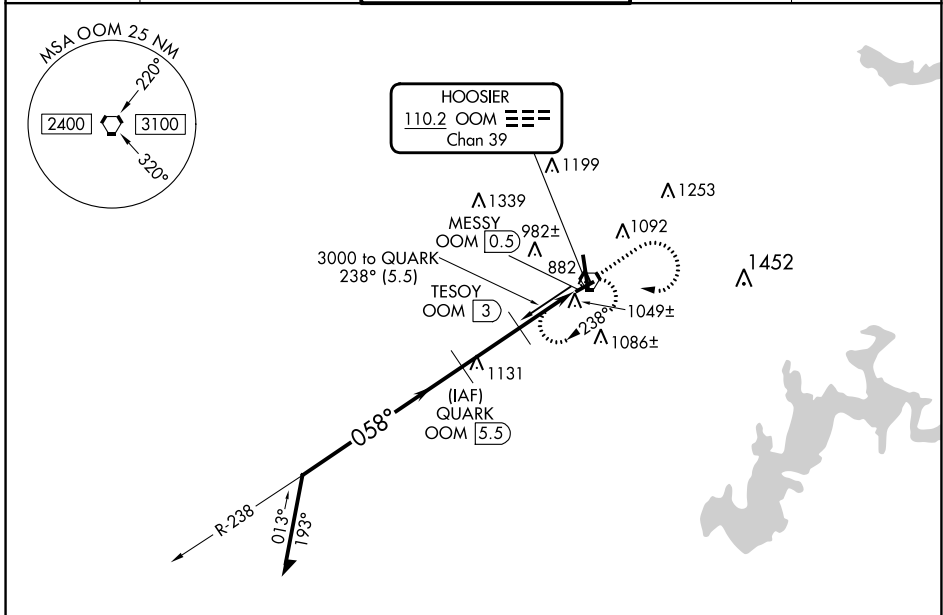 MSA OOM 25 NM
220°
2400
3100
320°
HOOSIER
110.2 OOM
Chan 39
1199
1253
1339
MESSY
OOM 0.5
982±
1092
3000 to QUARK
238° (5.5)
882
1452
TESOY
OOM 3
1049±
238°
1086±
1131
(IAF)
QUARK
OOM 5.5
058°
R-238
013°
193°